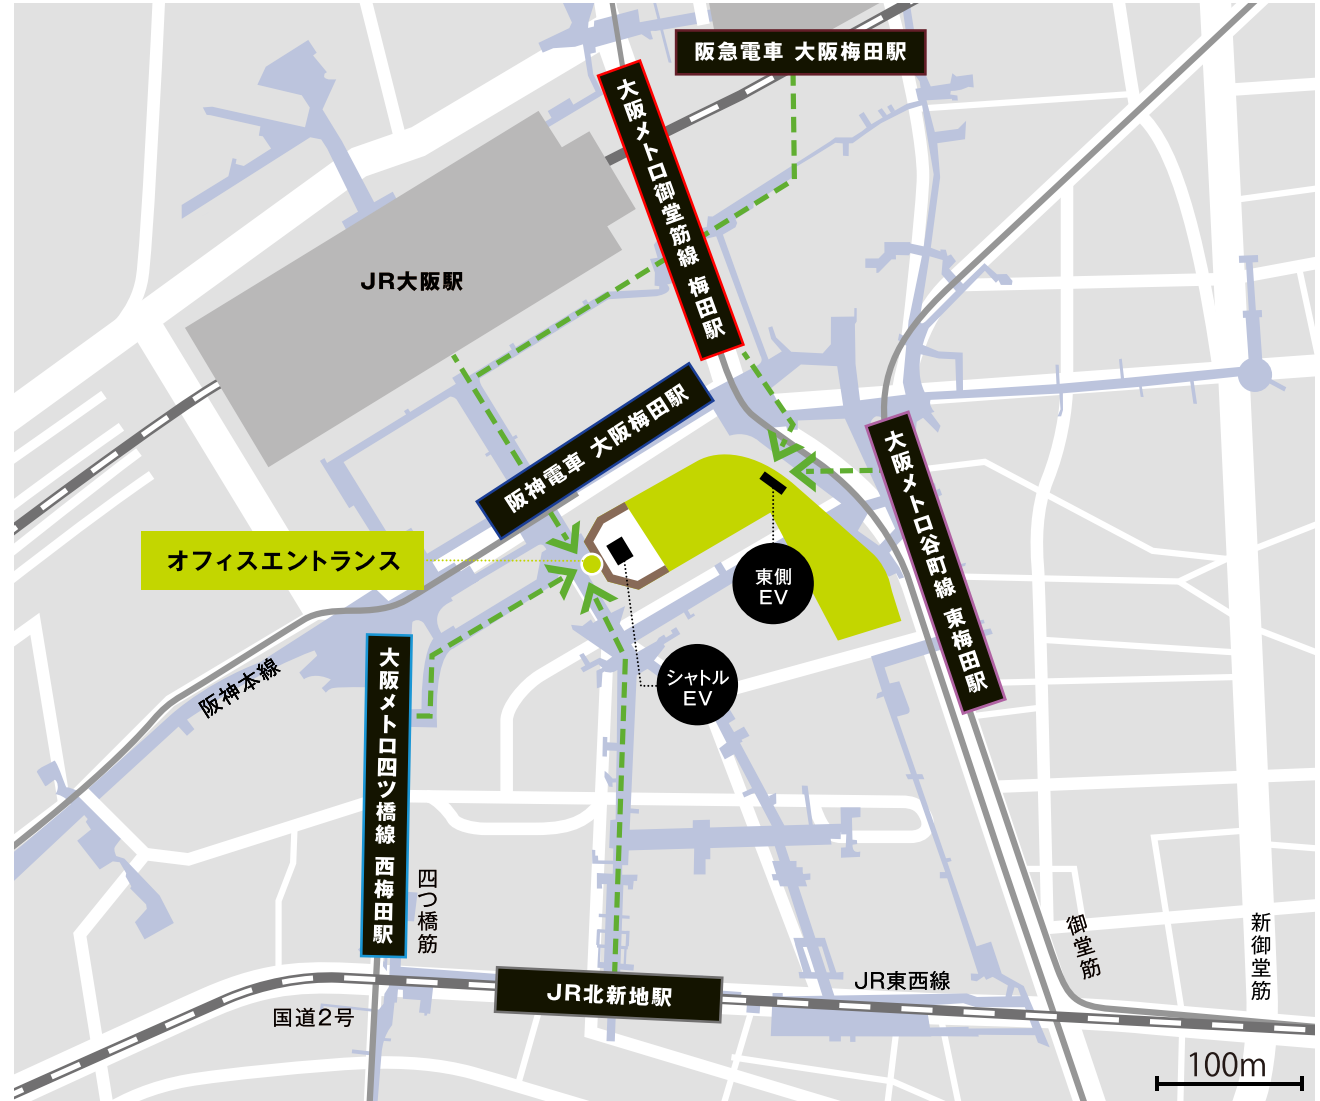 阪急電車 大阪梅田駅
大阪メトロ御堂筋線 梅田駅
JR大阪駅
阪神電車 大阪梅田駅
大阪メトロ谷町線 東梅田駅
オフィスエントランス
東側
EV
シャトル
EV
阪神本線
大阪メトロ四ツ橋線 西梅田駅
四つ橋筋
御堂筋
新御堂筋
JR東西線
JR北新地駅
国道2号
100m